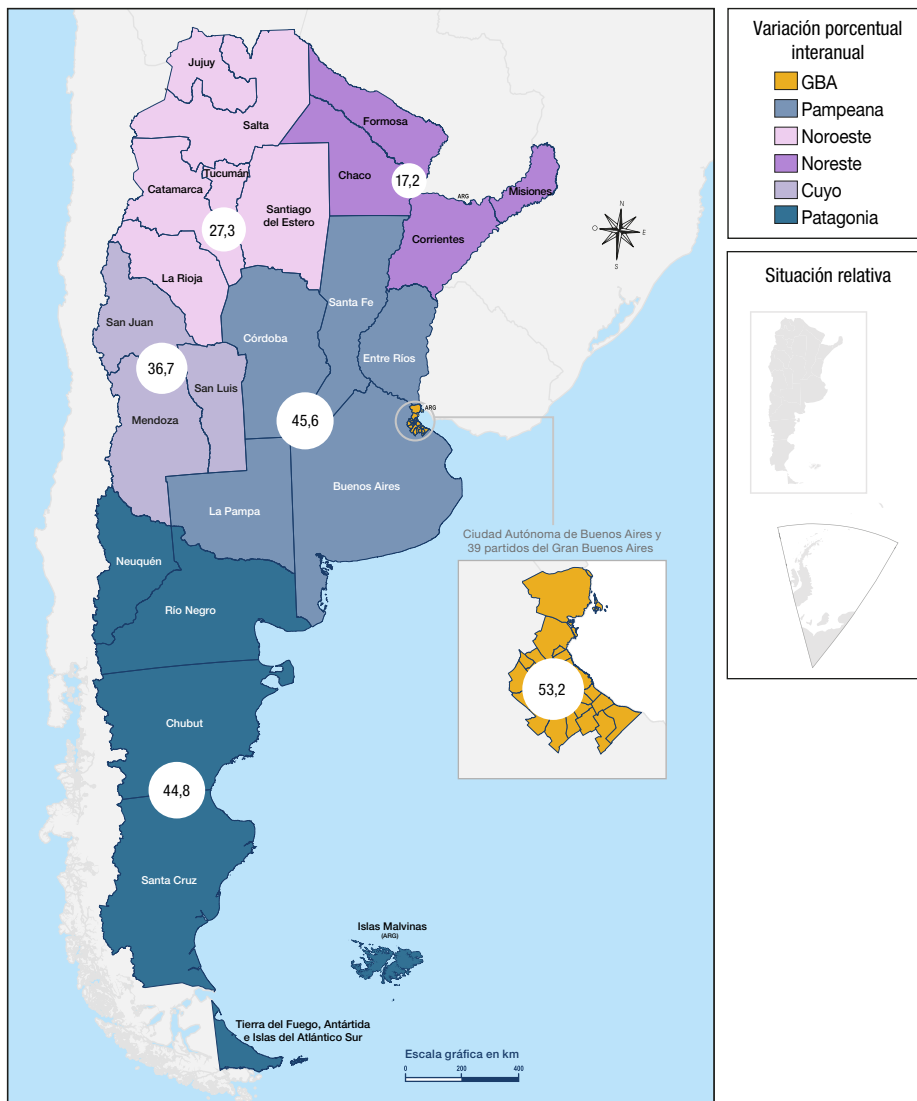 Jujuy
Salta
Formosa
Chaco
17,2
ARG
Misiones
Catamarca
Tucumán
27,3
Santiago
del Estero
Corrientes
La Rioja
N
O
E
S
San Juan
Santa Fe
Córdoba
Entre Ríos
36,7
San Luis
Mendoza
45,6
ARG
Buenos Aires
La Pampa
Ciudad Autónoma de Buenos Aires y
39 partidos del Gran Buenos Aires
Neuquén
Río Negro
53,2
Chubut
44,8
Santa Cruz
Islas Malvinas
(ARG)
Tierra del Fuego, Antártida
e Islas del Atlántico Sur
Escala gráfica en km
0 200 400
Variación porcentual
interanual
GBA
Pampeana
Noroeste
Noreste
Cuyo
Patagonia
Situación relativa